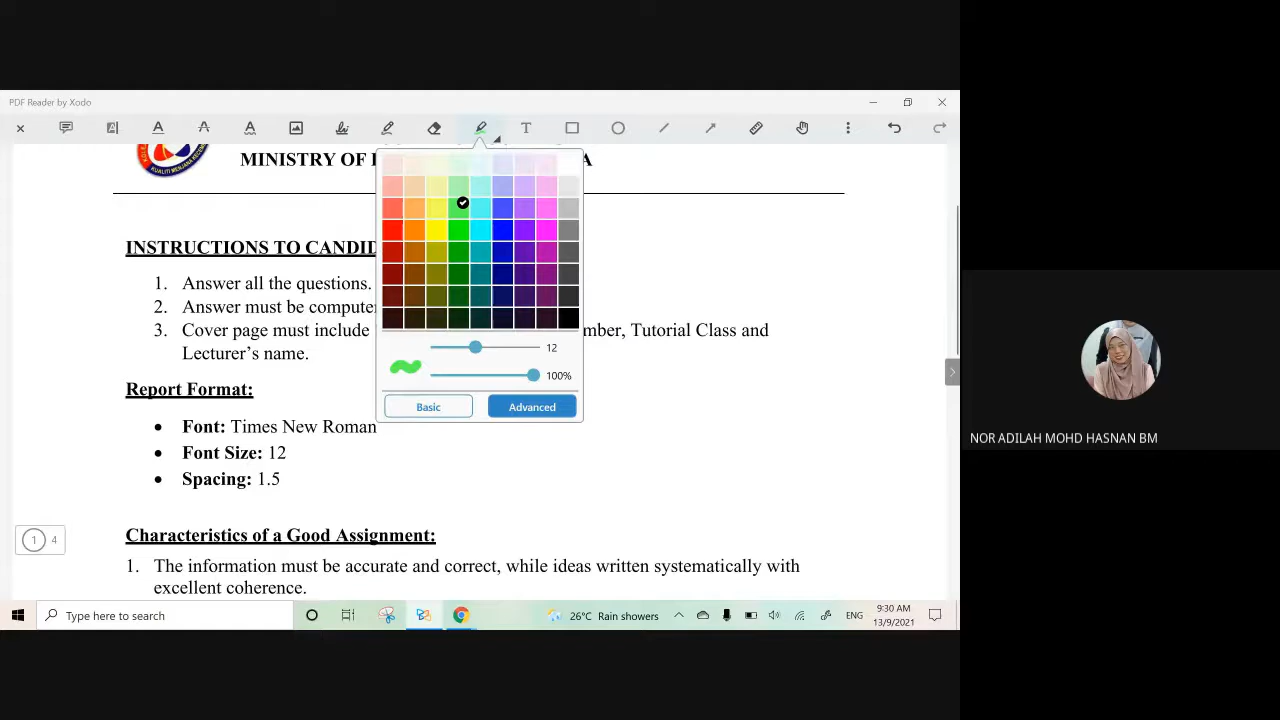 PDF Reader by Xodo
MINISTRY OF A
INSTRUCTIONS TO CANDID
1. Answer all the questions.
2. Answer must be computer
3. Cover page must include mber, Tutorial Class and
Lecturer's name.
12
100%
Basic Advanced
Report Format:
• Font: Times New Roman
• Font Size: 12
• Spacing: 1.5
1 4
Characteristics of a Good Assignment:
1. The information must be accurate and correct, while ideas written systematically with
excellent coherence.
Type here to search
26°C Rain showers
ENG
9:30 AM
13/9/2021
NOR ADILAH MOHD HASNAN BM